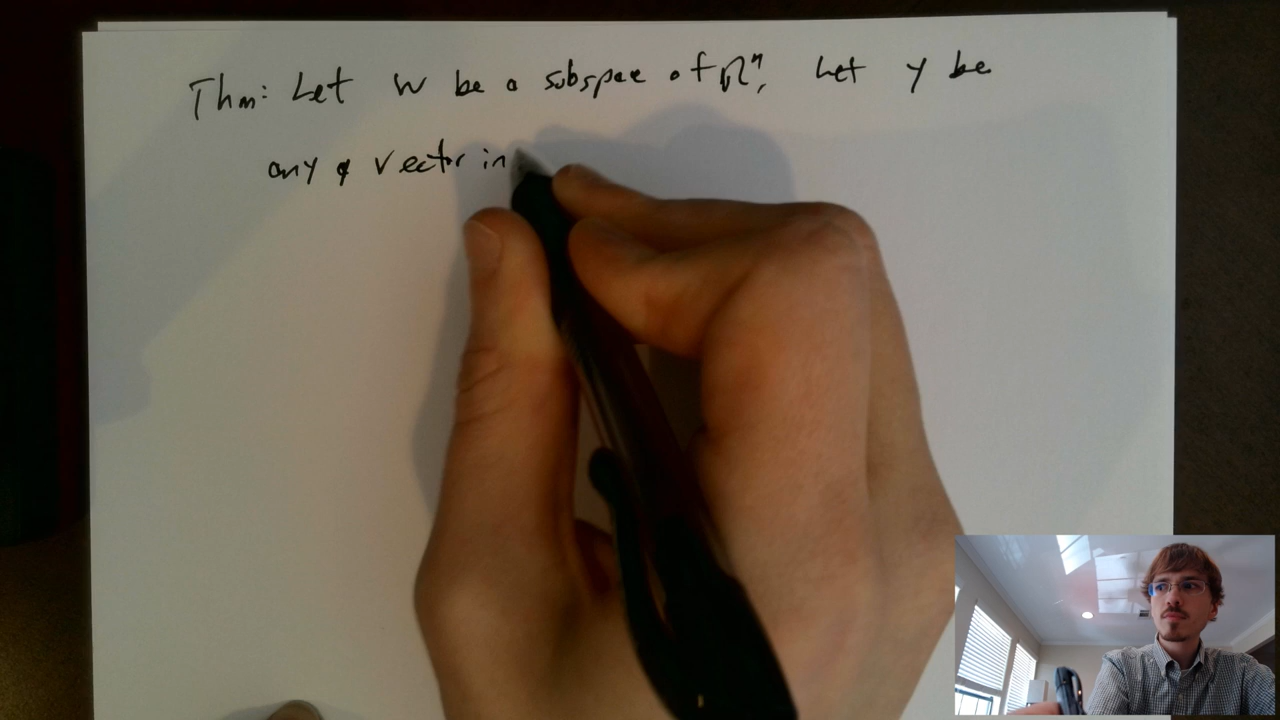 Thm: Let W be a subspace of ℝⁿ, Let y be
any vector in